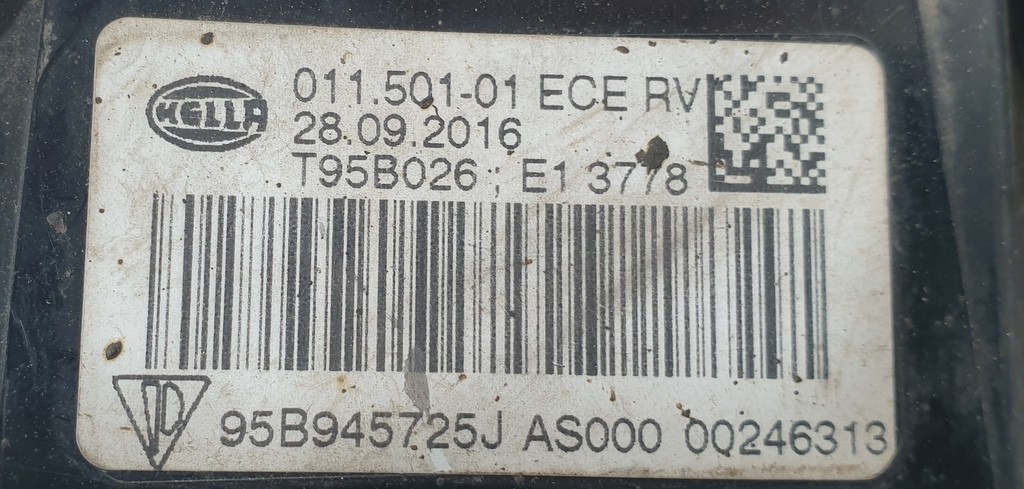 HELLA
011.501-01 ECE RV
28.09.2016
T95B026 ; E1 3778
95B945725J AS000 00246313